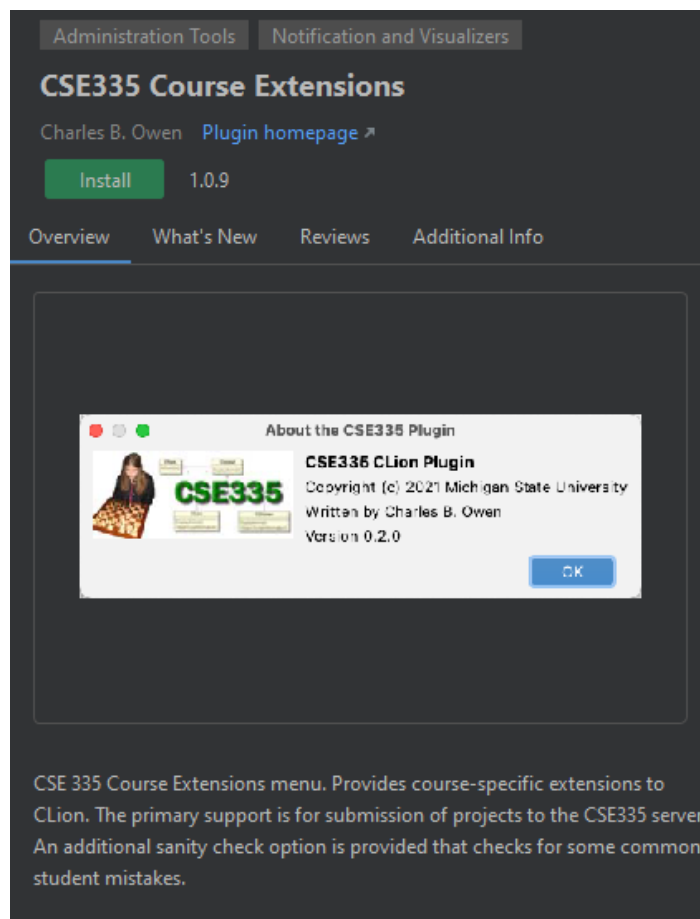 Administration Tools Notification and Visualizers
CSE335 Course Extensions
Charles B. Owen Plugin homepage ↗
Install 1.0.9
Overview What's New Reviews Additional Info
About the CSE335 Plugin
CSE335
CSE335 CLion Plugin
Copyright (c) 2021 Michigan State University
Written by Charles B. Owen
Version 0.2.0
OK
CSE 335 Course Extensions menu. Provides course-specific extensions to
CLion. The primary support is for submission of projects to the CSE335 server
An additional sanity check option is provided that checks for some common
student mistakes.